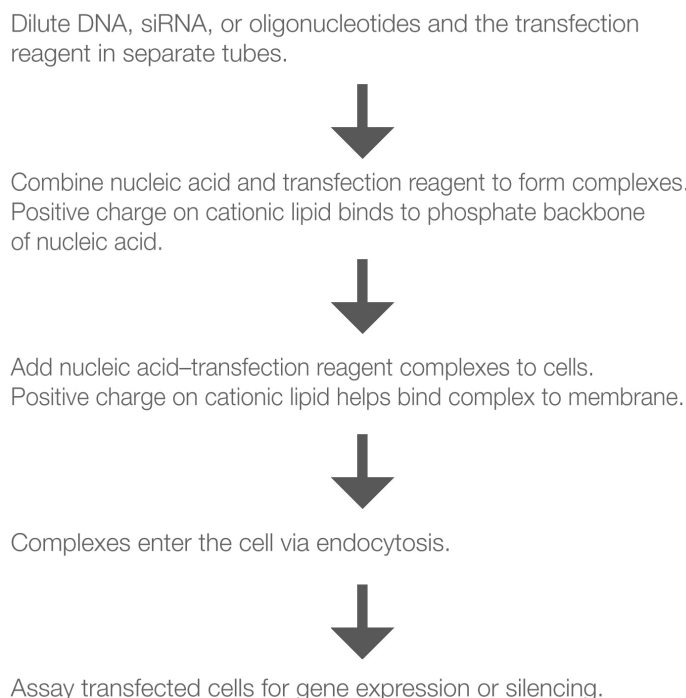 Dilute DNA, siRNA, or oligonucleotides and the transfection
reagent in separate tubes.
Combine nucleic acid and transfection reagent to form complexes.
Positive charge on cationic lipid binds to phosphate backbone
of nucleic acid.
Add nucleic acid–transfection reagent complexes to cells.
Positive charge on cationic lipid helps bind complex to membrane.
Complexes enter the cell via endocytosis.
Assay transfected cells for gene expression or silencing.